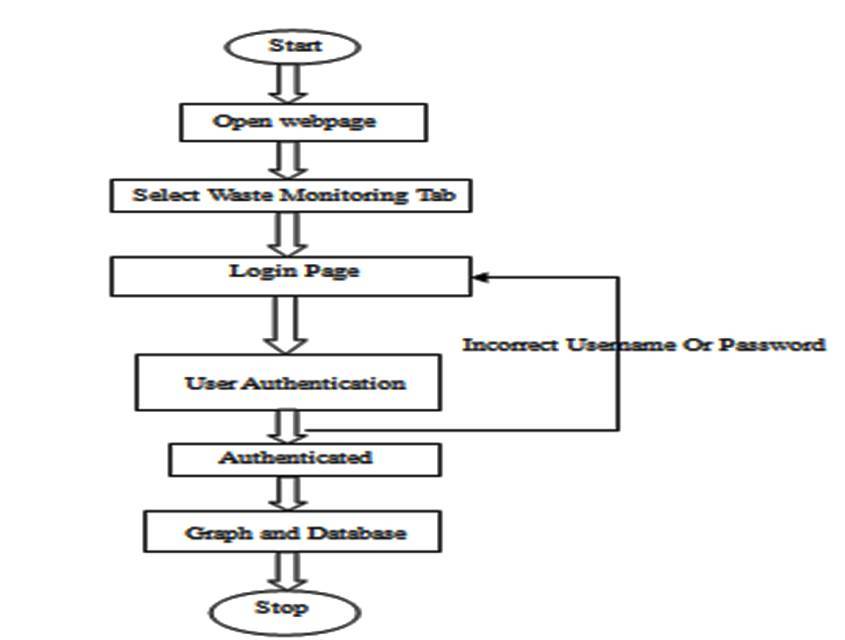 Start
Open webpage
Select Waste Monitoring Tab
Login Page
Incorrect Username Or Password
User Authentication
Authenticated
Graph and Database
Stop